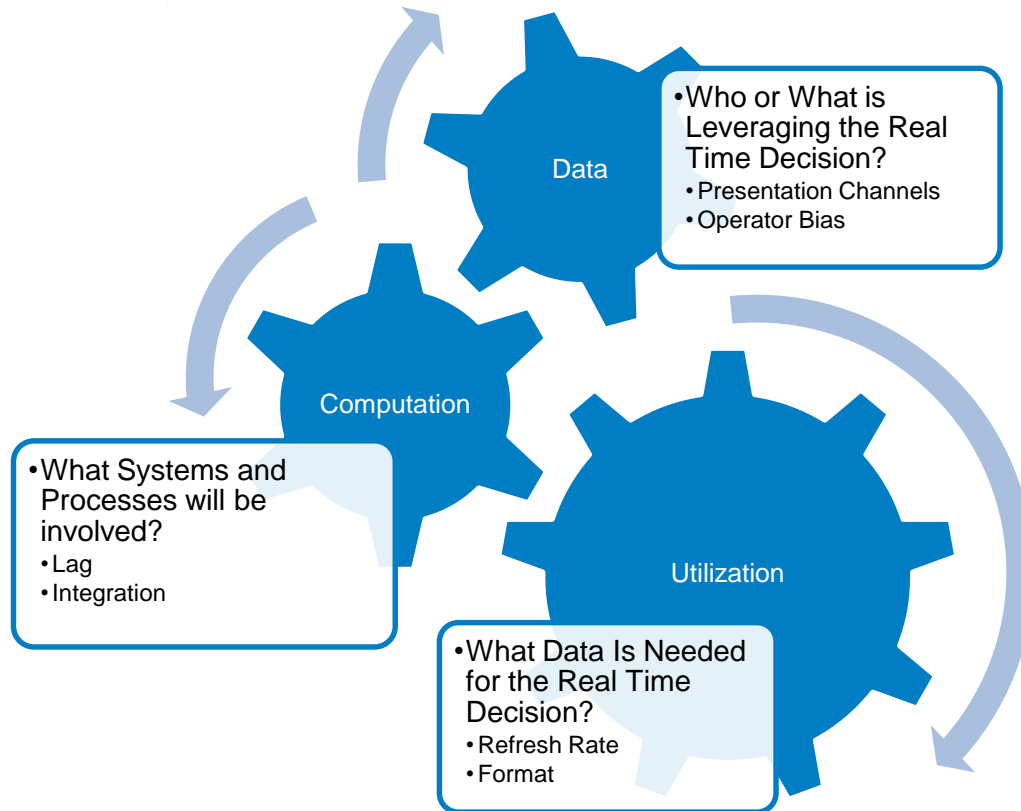 Data
•Who or What is
Leveraging the Real
Time Decision?
•Presentation Channels
•Operator Bias
Computation
•What Systems and
Processes will be
involved?
•Lag
•Integration
Utilization
•What Data Is Needed
for the Real Time
Decision?
•Refresh Rate
•Format